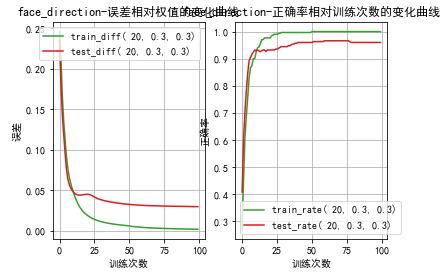 face_direction-误差相对权值的变化曲线
face_direction-正确率相对训练次数的变化曲线
train_diff( 20, 0.3, 0.3)
test_diff( 20, 0.3, 0.3)
0.25
0.20
0.15
0.10
0.05
0.00
误差
0
25
50
75
100
训练次数
1.0
0.9
0.8
0.7
0.6
0.5
0.4
0.3
正确率
train_rate( 20, 0.3, 0.3)
test_rate( 20, 0.3, 0.3)
0
25
50
75
100
训练次数